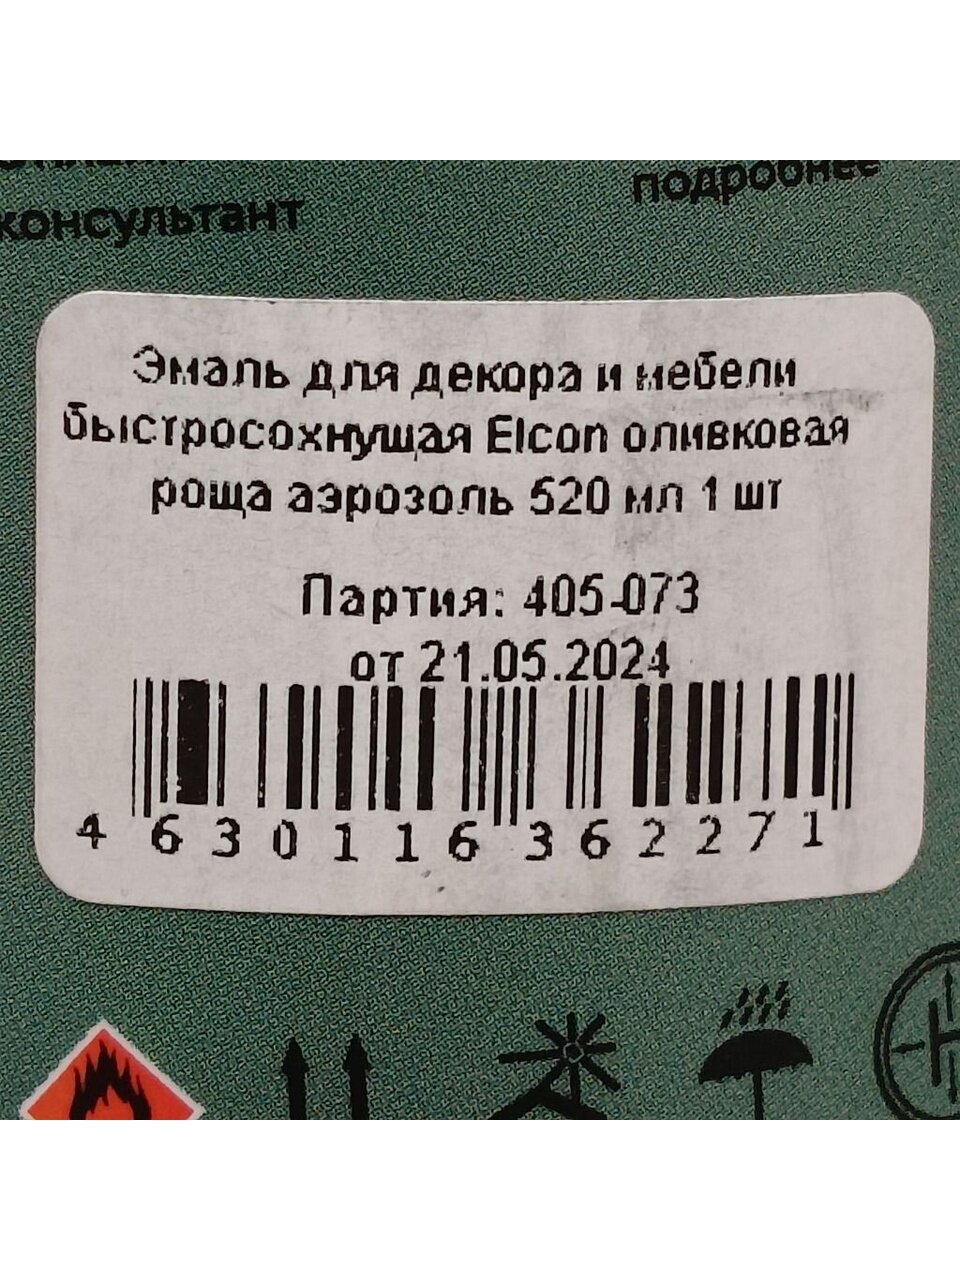 консультант
подробнее
Эмаль для декора и мебели
быстросохнущая Elcon оливковая
роща аэрозоль 520 мл 1 шт
Партия: 405-073
от 21.05.2024
4 630116 362271